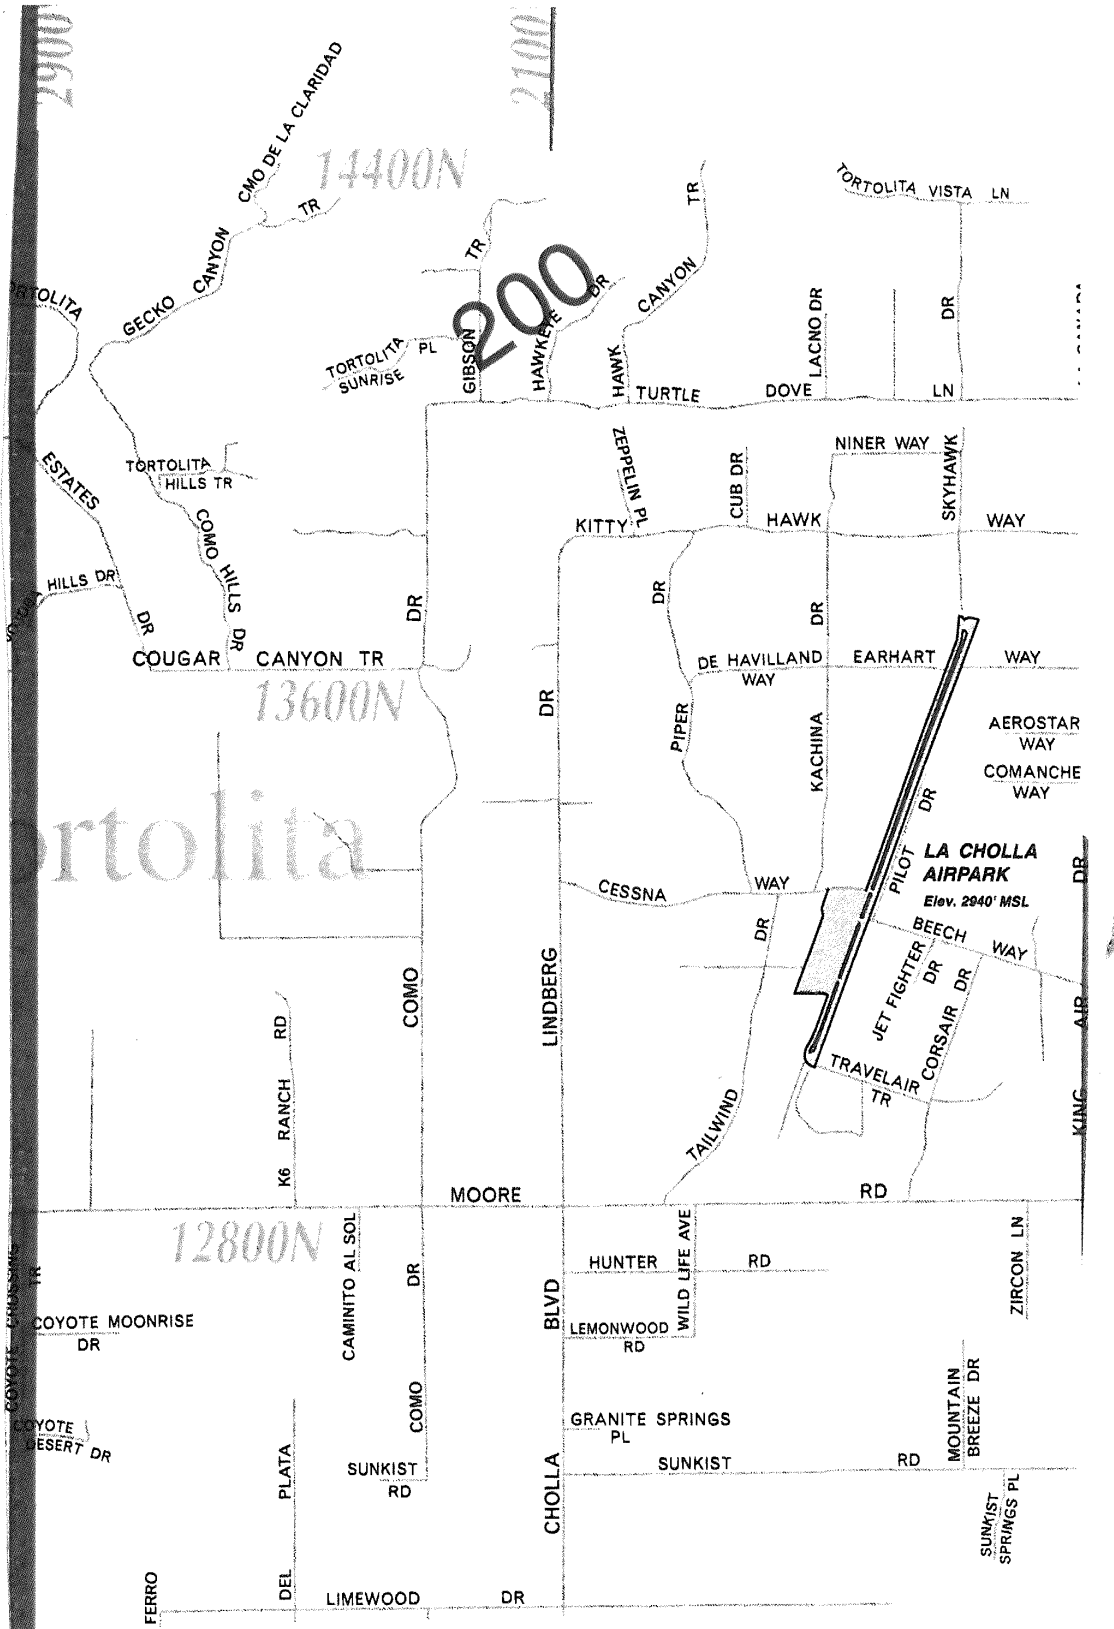 2900
2100
CMO DE LA CLARIDAD
14400N
TR
TR
TORTOLITA VISTA LN
CANYON
GECKO
TR
200
DR
CANYON
HAWKEYE
GIBSON
HAWK
LACNO DR
DR
TORTOLITA PL
SUNRISE
TURTLE DOVE LN
ESTATES
DR
TORTOLITA
HILLS TR
COMO HILLS DR
HILLS DR
ZEPPELIN PL
CUB DR
NINER WAY
SKYHAWK
KITTY HAWK WAY
DR
DR
DR
COUGAR CANYON TR
13600N
DR
DE HAVILLAND
WAY
EARHART WAY
PIPER
KACHINA
AEROSTAR
WAY
COMANCHE
WAY
PILOT DR
LA CHOLLA
AIRPARK
Elev. 2940' MSL
CESSNA WAY
DR
BEECH WAY
JET FIGHTER
DR
CORSAIR DR
KING AIR DR
COMO
LINDBERG
K6 RANCH RD
TAILWIND
TRAVELAIR
TR
MOORE RD
12800N
CAMINITO AL SOL
DR
BLVD
HUNTER RD
WILD LIFE AVE
LEMONWOOD
RD
ZIRCON LN
COYOTE MOONRISE
DR
TR
COMO
GRANITE SPRINGS
PL
MOUNTAIN
BREEZE DR
DESERT DR
PLATA
DEL
SUNKIST
RD
CHOLLA
SUNKIST RD
SUNKIST
SPRINGS PL
FERRO
LIMEWOOD DR